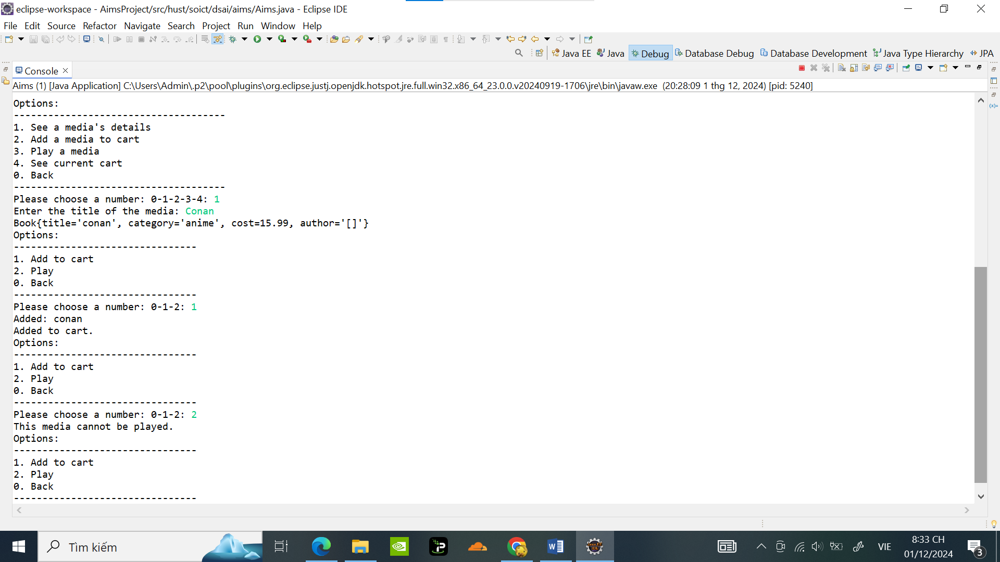 eclipse-workspace - AimsProject/src/hust/soict/dsai/aims/Aims.java - Eclipse IDE
File Edit Source Refactor Navigate Search Project Run Window Help
Java EE Java Debug Database Debug Database Development Java Type Hierarchy JPA
Console
Aims (1) [Java Application] C:\Users\Admin\.p2\pool\plugins\org.eclipse.justj.openjdk.hotspot.jre.full.win32.x86_64_23.0.0.v20240919-1706\jre\bin\javaw.exe (20:28:09 1 thg 12, 2024) [pid: 5240]
Options:
-------------------------------------
1. See a media's details
2. Add a media to cart
3. Play a media
4. See current cart
0. Back
-------------------------------------
Please choose a number: 0-1-2-3-4: 1
Enter the title of the media: Conan
Book{title='conan', category='anime', cost=15.99, author='[]'}
Options:
--------------------------------
1. Add to cart
2. Play
0. Back
--------------------------------
Please choose a number: 0-1-2: 1
Added: conan
Added to cart.
Options:
--------------------------------
1. Add to cart
2. Play
0. Back
--------------------------------
Please choose a number: 0-1-2: 2
This media cannot be played.
Options:
--------------------------------
1. Add to cart
2. Play
0. Back
--------------------------------
Tìm kiếm
VIE
8:33 CH
01/12/2024
3